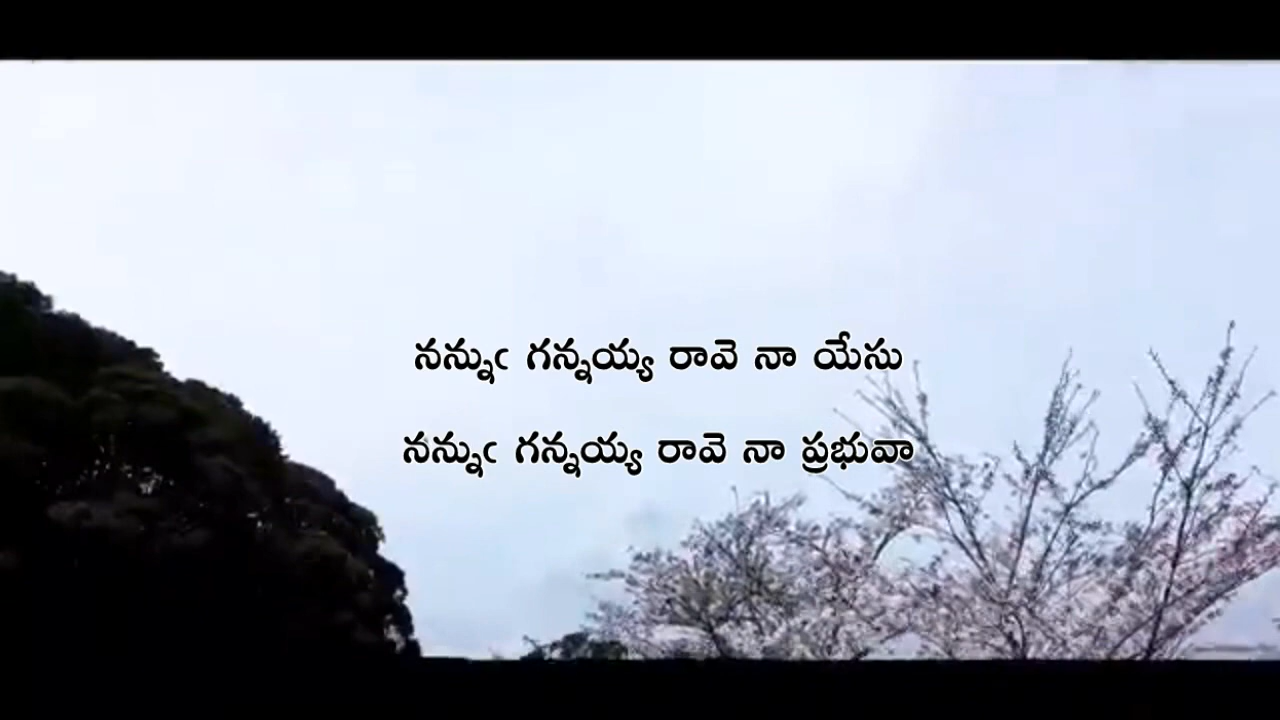 నన్నుఁ గన్నయ్య రావె నా యేసు
నన్నుఁ గన్నయ్య రావె నా ప్రభువా